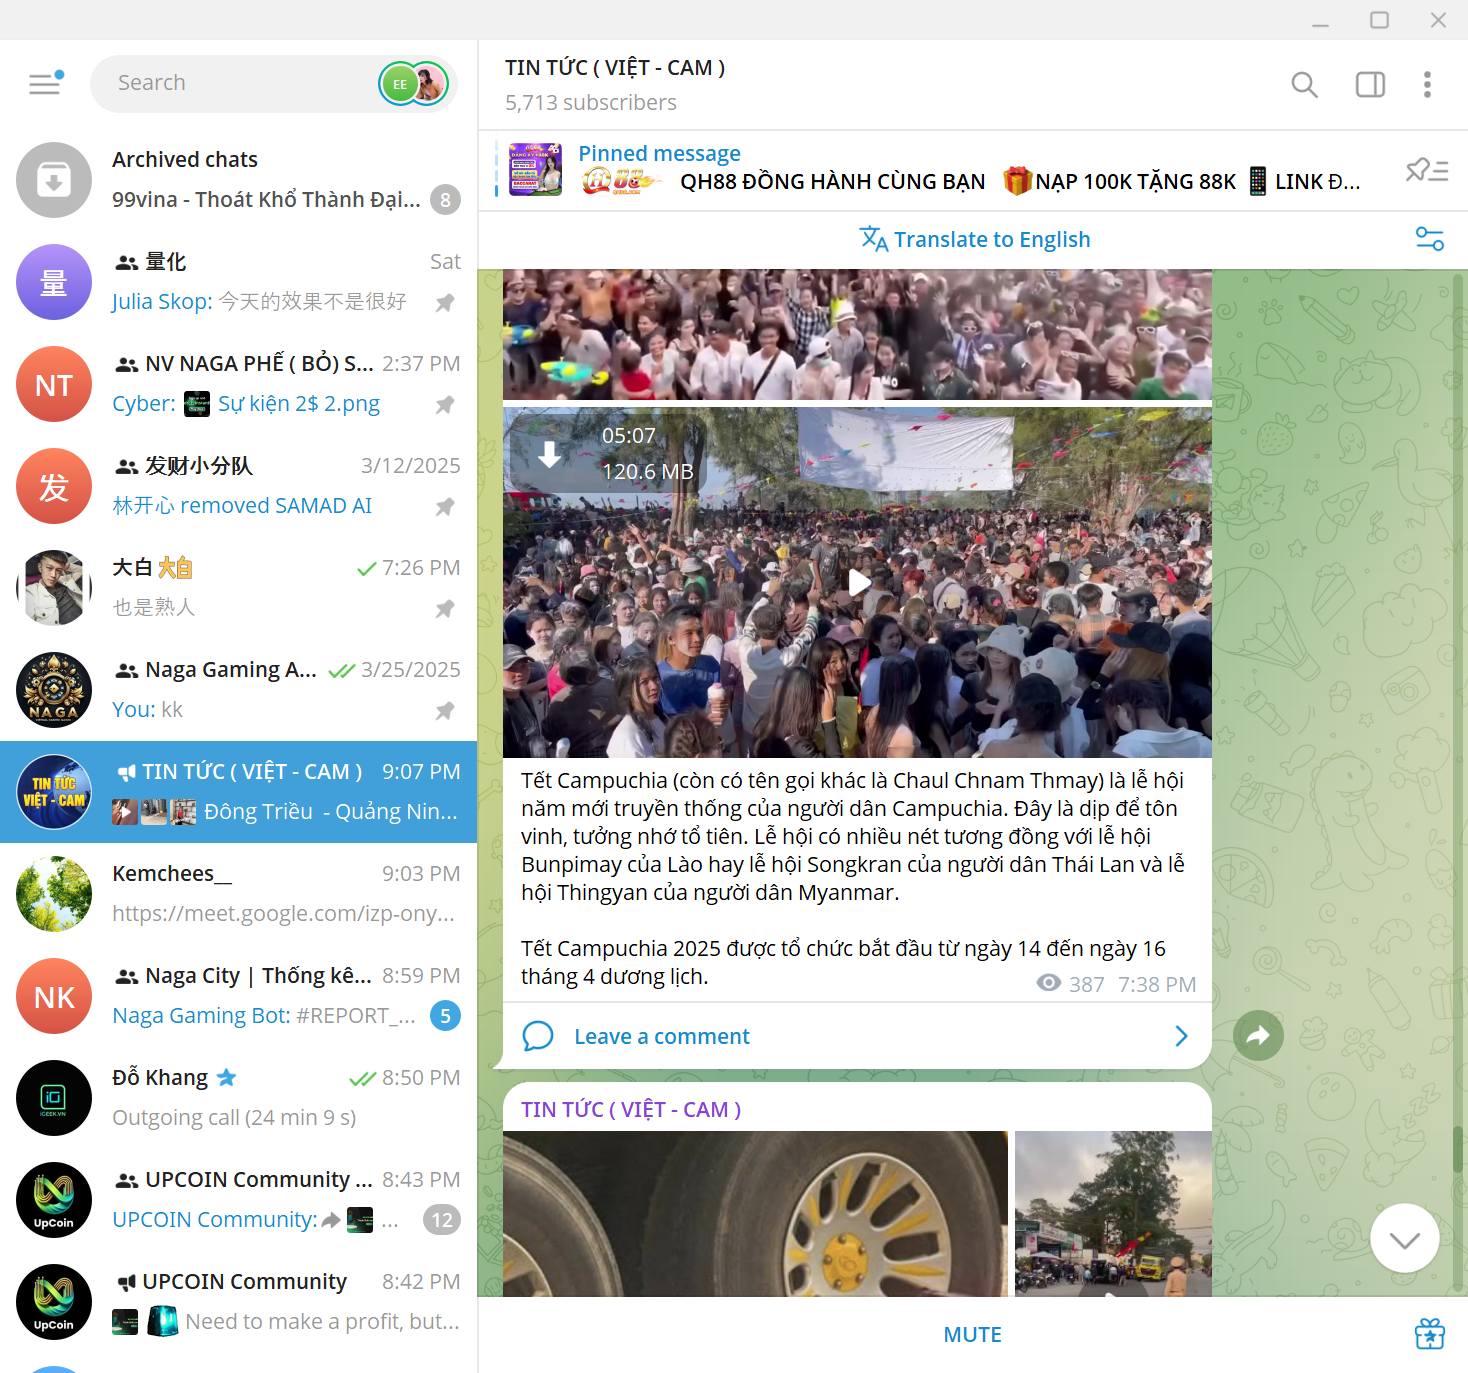 Search
EE
Archived chats
99vina - Thoát Khổ Thành Đại...
8
量
量化
Sat
Julia Skop: 今天的效果不是很好
NT
NV NAGA PHẾ ( BỎ) S...
2:37 PM
Cyber: Sự kiện 2$ 2.png
发
发财小分队
3/12/2025
林开心 removed SAMAD AI
大白 大白
7:26 PM
也是熟人
NAGA
Naga Gaming A...
3/25/2025
You: kk
TIN TỨC
VIỆT - CAM
TIN TỨC ( VIỆT - CAM )
9:07 PM
Đông Triều - Quảng Nin...
Kemchees__
9:03 PM
https://meet.google.com/izp-ony...
NK
Naga City | Thống kê...
8:59 PM
Naga Gaming Bot: #REPORT_...
5
iGEEK.VN
Đỗ Khang
8:50 PM
Outgoing call (24 min 9 s)
UpCoin
UPCOIN Community ...
8:43 PM
UPCOIN Community: ...
12
UpCoin
UPCOIN Community
8:42 PM
Need to make a profit, but...
TIN TỨC ( VIỆT - CAM )
5,713 subscribers
Pinned message
88 QH88 ĐỒNG HÀNH CÙNG BẠN 🎁NẠP 100K TẶNG 88K 📱 LINK Đ...
Translate to English
05:07
120.6 MB
Tết Campuchia (còn có tên gọi khác là Chaul Chnam Thmay) là lễ hội
năm mới truyền thống của người dân Campuchia. Đây là dịp để tôn
vinh, tưởng nhớ tổ tiên. Lễ hội có nhiều nét tương đồng với lễ hội
Bunpimay của Lào hay lễ hội Songkran của người dân Thái Lan và lễ
hội Thingyan của người dân Myanmar.
Tết Campuchia 2025 được tổ chức bắt đầu từ ngày 14 đến ngày 16
tháng 4 dương lịch.
387 7:38 PM
Leave a comment
TIN TỨC ( VIỆT - CAM )
MUTE